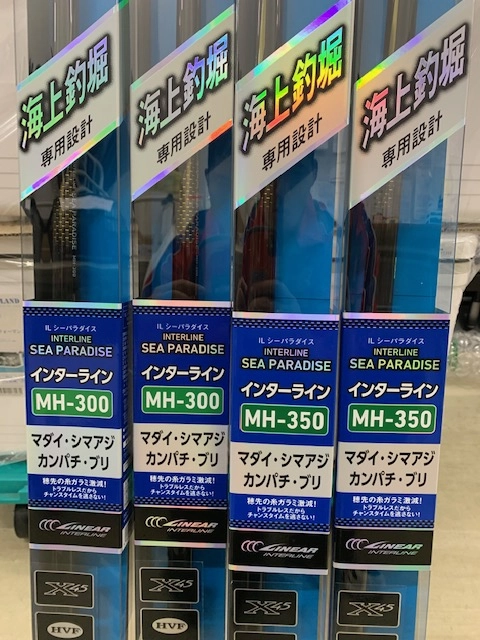 海上釣堀
専用設計
SEA PARADISE
IL シーパラダイス
INTERLINE
SEA PARADISE
インターライン
MH-300
マダイ・シマアジ
カンパチ・ブリ
穂先の糸ガラミ激減!
トラブルレスだから
チャンスタイムを逃さない!
LINEAR
INTERLINE
X45
HVF
海上釣堀
専用設計
SEA PARADISE
IL シーパラダイス
INTERLINE
SEA PARADISE
インターライン
MH-300
マダイ・シマアジ
カンパチ・ブリ
穂先の糸ガラミ激減!
トラブルレスだから
チャンスタイムを逃さない!
LINEAR
INTERLINE
X45
HVF
海上釣堀
専用設計
IL シーパラダイス
INTERLINE
SEA PARADISE
インターライン
MH-350
マダイ・シマアジ
カンパチ・ブリ
穂先の糸ガラミ激減!
トラブルレスだから
チャンスタイムを逃さない!
LINEAR
INTERLINE
X45
海上釣堀
専用設計
IL シーパラダイス
INTERLINE
SEA PARADISE
インターライン
MH-350
マダイ・シマアジ
カンパチ・ブリ
穂先の糸ガラミ激減!
トラブルレスだから
チャンスタイムを逃さない!
LINEAR
INTERLINE
X45